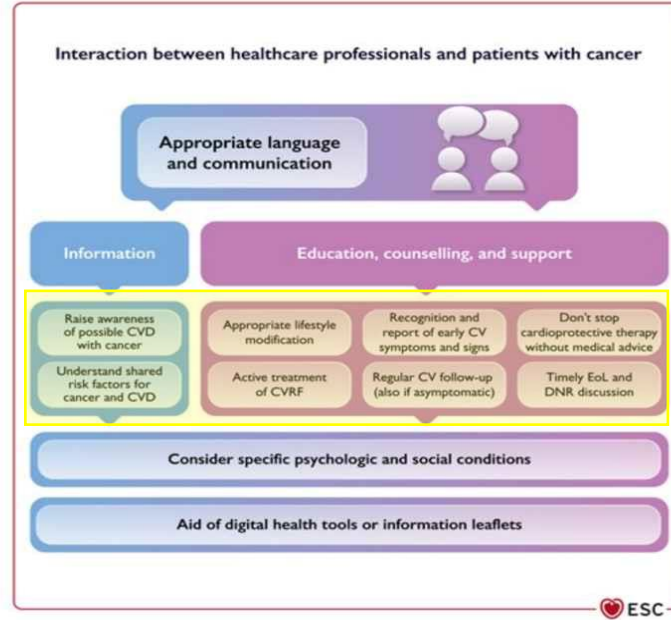 Interaction between healthcare professionals and patients with cancer
Appropriate language
and communication
Information
Education, counselling, and support
Raise awareness
of possible CVD
with cancer
Understand shared
risk factors for
cancer and CVD
Appropriate lifestyle
modification
Recognition and
report of early CV
symptoms and signs
Don't stop
cardioprotective therapy
without medical advice
Active treatment
of CVRF
Regular CV follow-up
(also if asymptomatic)
Timely EoL and
DNR discussion
Consider specific psychologic and social conditions
Aid of digital health tools or information leaflets
ESC